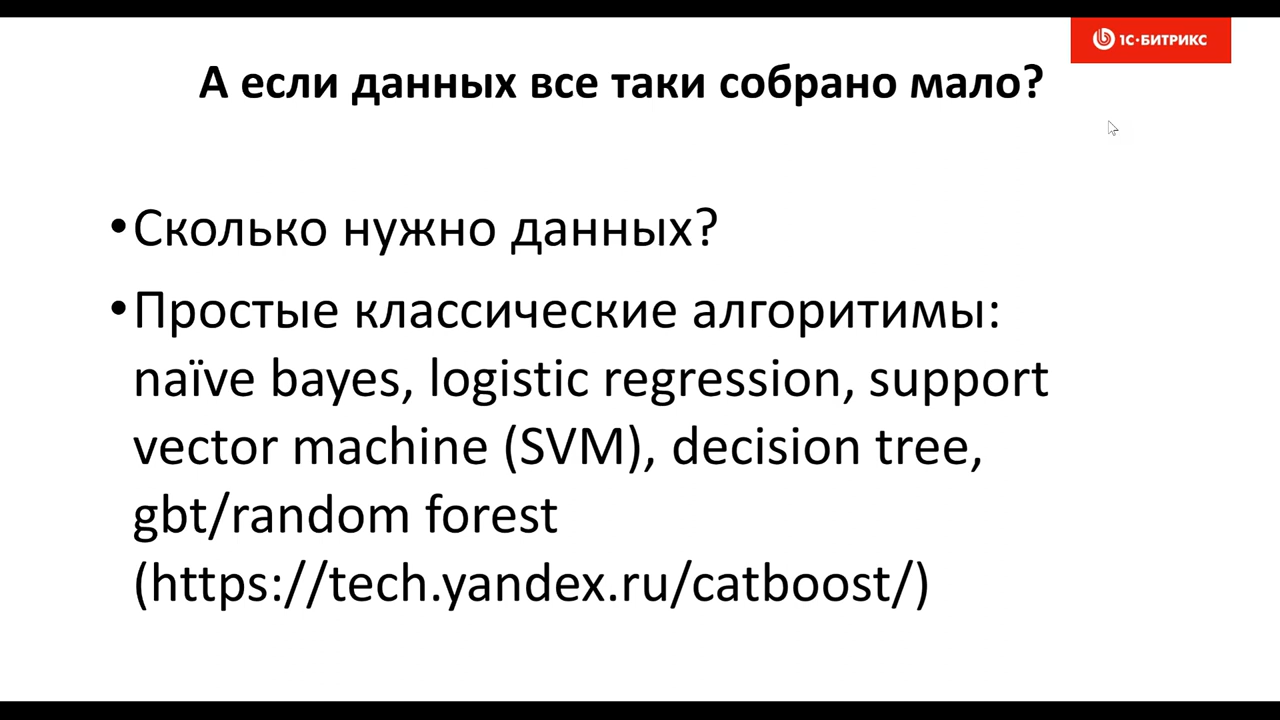 1С·БИТРИКС
А если данных все таки собрано мало?
•Сколько нужно данных?
•Простые классические алгоритимы:
naïve bayes, logistic regression, support
vector machine (SVM), decision tree,
gbt/random forest
(https://tech.yandex.ru/catboost/)